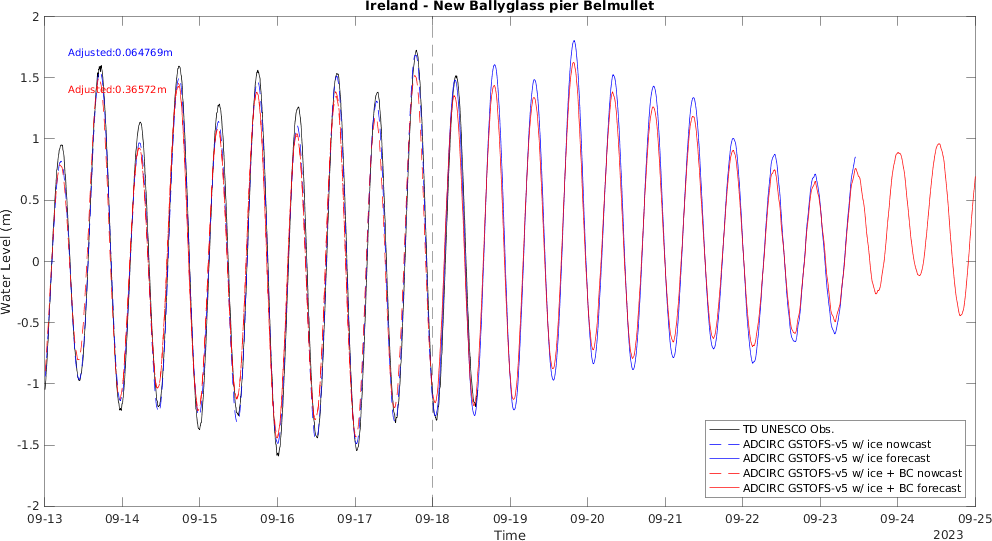 Ireland - New Ballyglass pier Belmullet
2
1.5
1
0.5
0
-0.5
-1
-1.5
-2
Water Level (m)
Adjusted:0.064769m
Adjusted:0.36572m
TD UNESCO Obs.
ADCIRC GSTOFS-v5 w/ ice nowcast
ADCIRC GSTOFS-v5 w/ ice forecast
ADCIRC GSTOFS-v5 w/ ice + BC nowcast
ADCIRC GSTOFS-v5 w/ ice + BC forecast
09-13 09-14 09-15 09-16 09-17 09-18 09-19 09-20 09-21 09-22 09-23 09-24 09-25
Time
2023